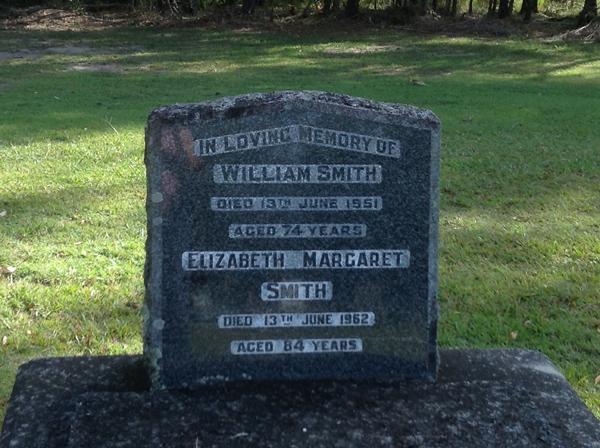 IN LOVING MEMORY OF
WILLIAM SMITH
DIED 13TH JUNE 1951
AGED 74 YEARS
ELIZABETH MARGARET
SMITH
DIED 13TH JUNE 1962
AGED 84 YEARS